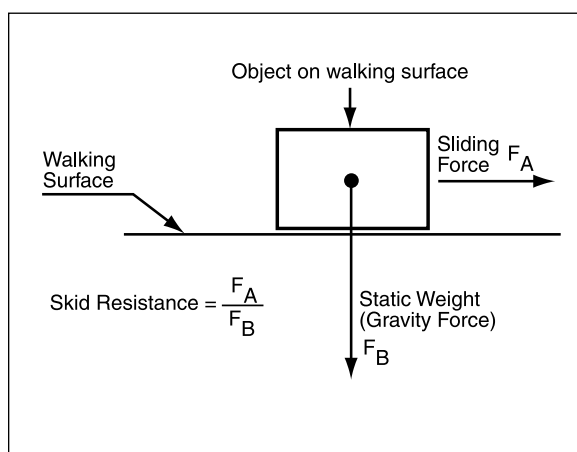 Object on walking surface
Walking
Surface
Sliding
Force F_A
Skid Resistance = F_A / F_B
Static Weight
(Gravity Force)
F_B